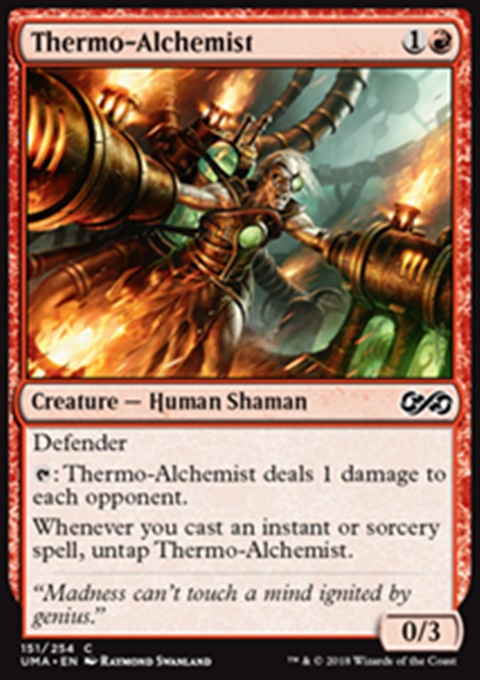 Thermo-Alchemist 1
Creature — Human Shaman
Defender
: Thermo-Alchemist deals 1 damage to
each opponent.
Whenever you cast an instant or sorcery
spell, untap Thermo-Alchemist.
“Madness can’t touch a mind ignited by
genius.”
0/3
151/254 C
UMA • EN Raymond Swanland
™ & © 2018 Wizards of the Coast